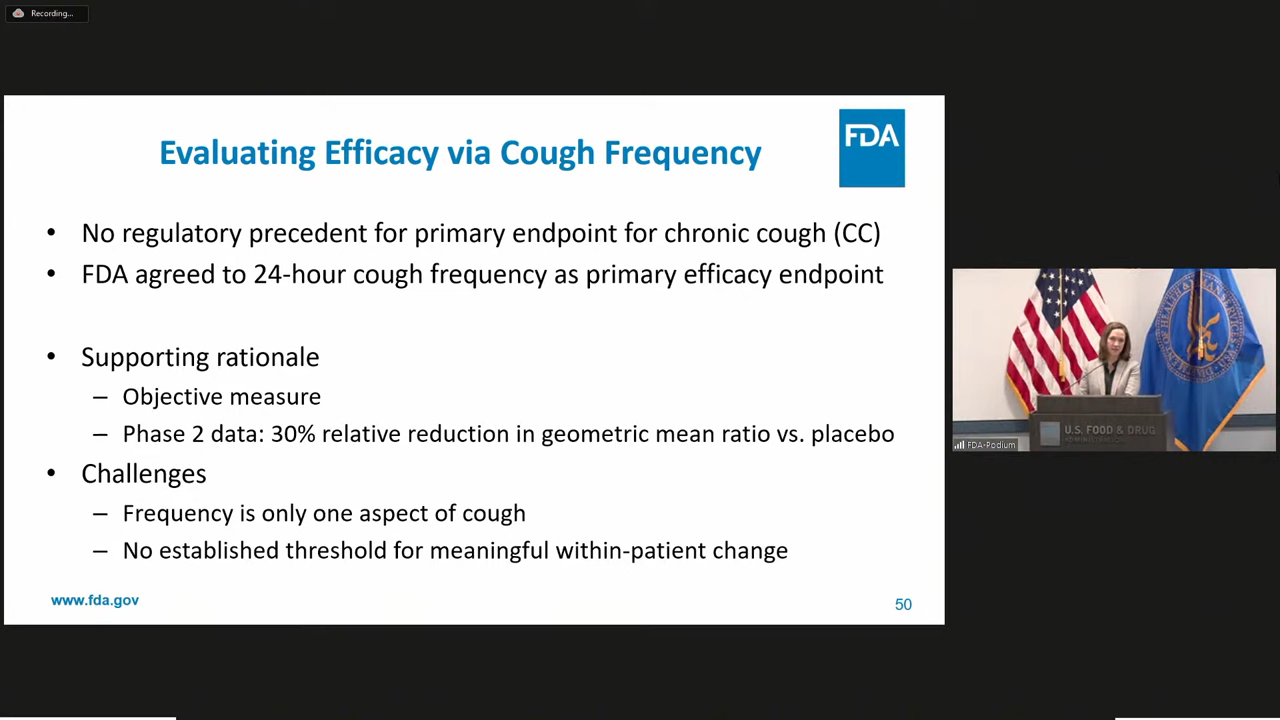 Recording...
Evaluating Efficacy via Cough Frequency
FDA
• No regulatory precedent for primary endpoint for chronic cough (CC)
• FDA agreed to 24-hour cough frequency as primary efficacy endpoint
• Supporting rationale
– Objective measure
– Phase 2 data: 30% relative reduction in geometric mean ratio vs. placebo
• Challenges
– Frequency is only one aspect of cough
– No established threshold for meaningful within-patient change
www.fda.gov
50
U.S. FOOD & DRUG
ADMINISTRATION
FDA-Podium